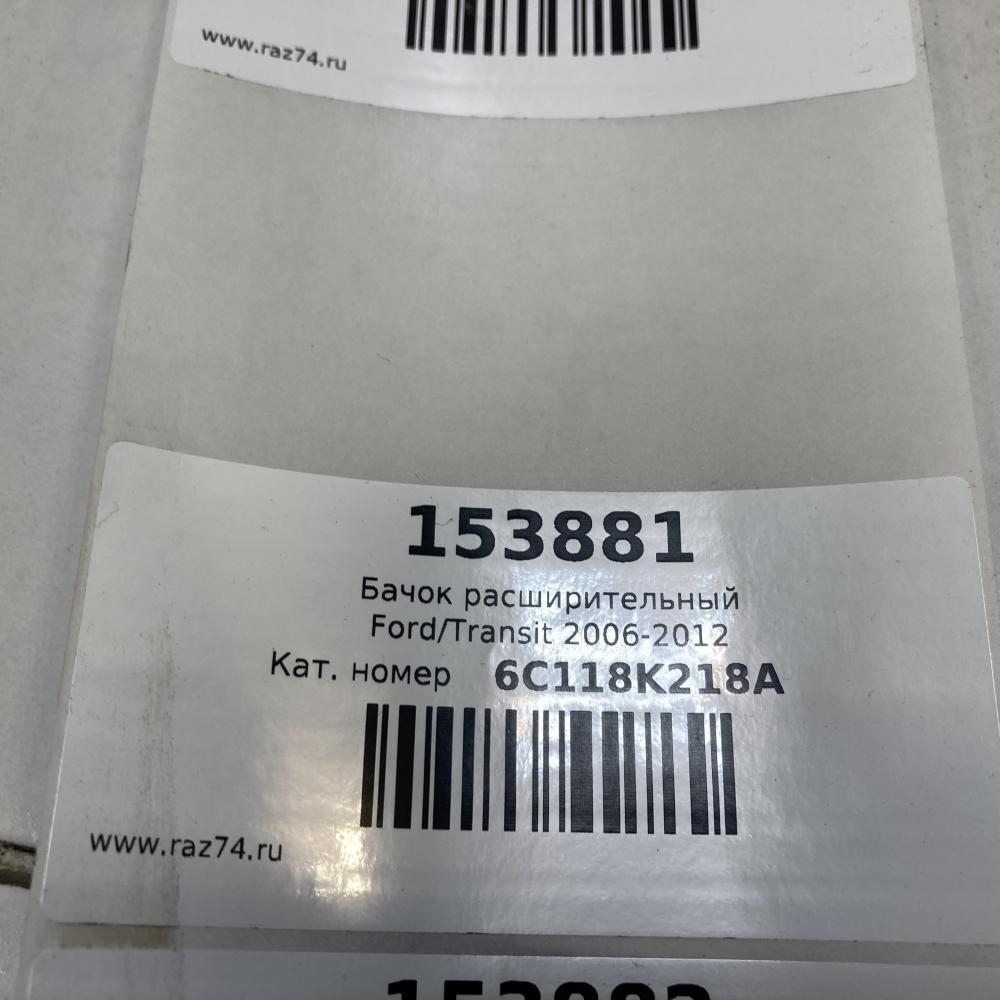 www.raz74.ru
153881
Бачок расширительный
Ford/Transit 2006-2012
Кат. номер 6C118K218A
www.raz74.ru